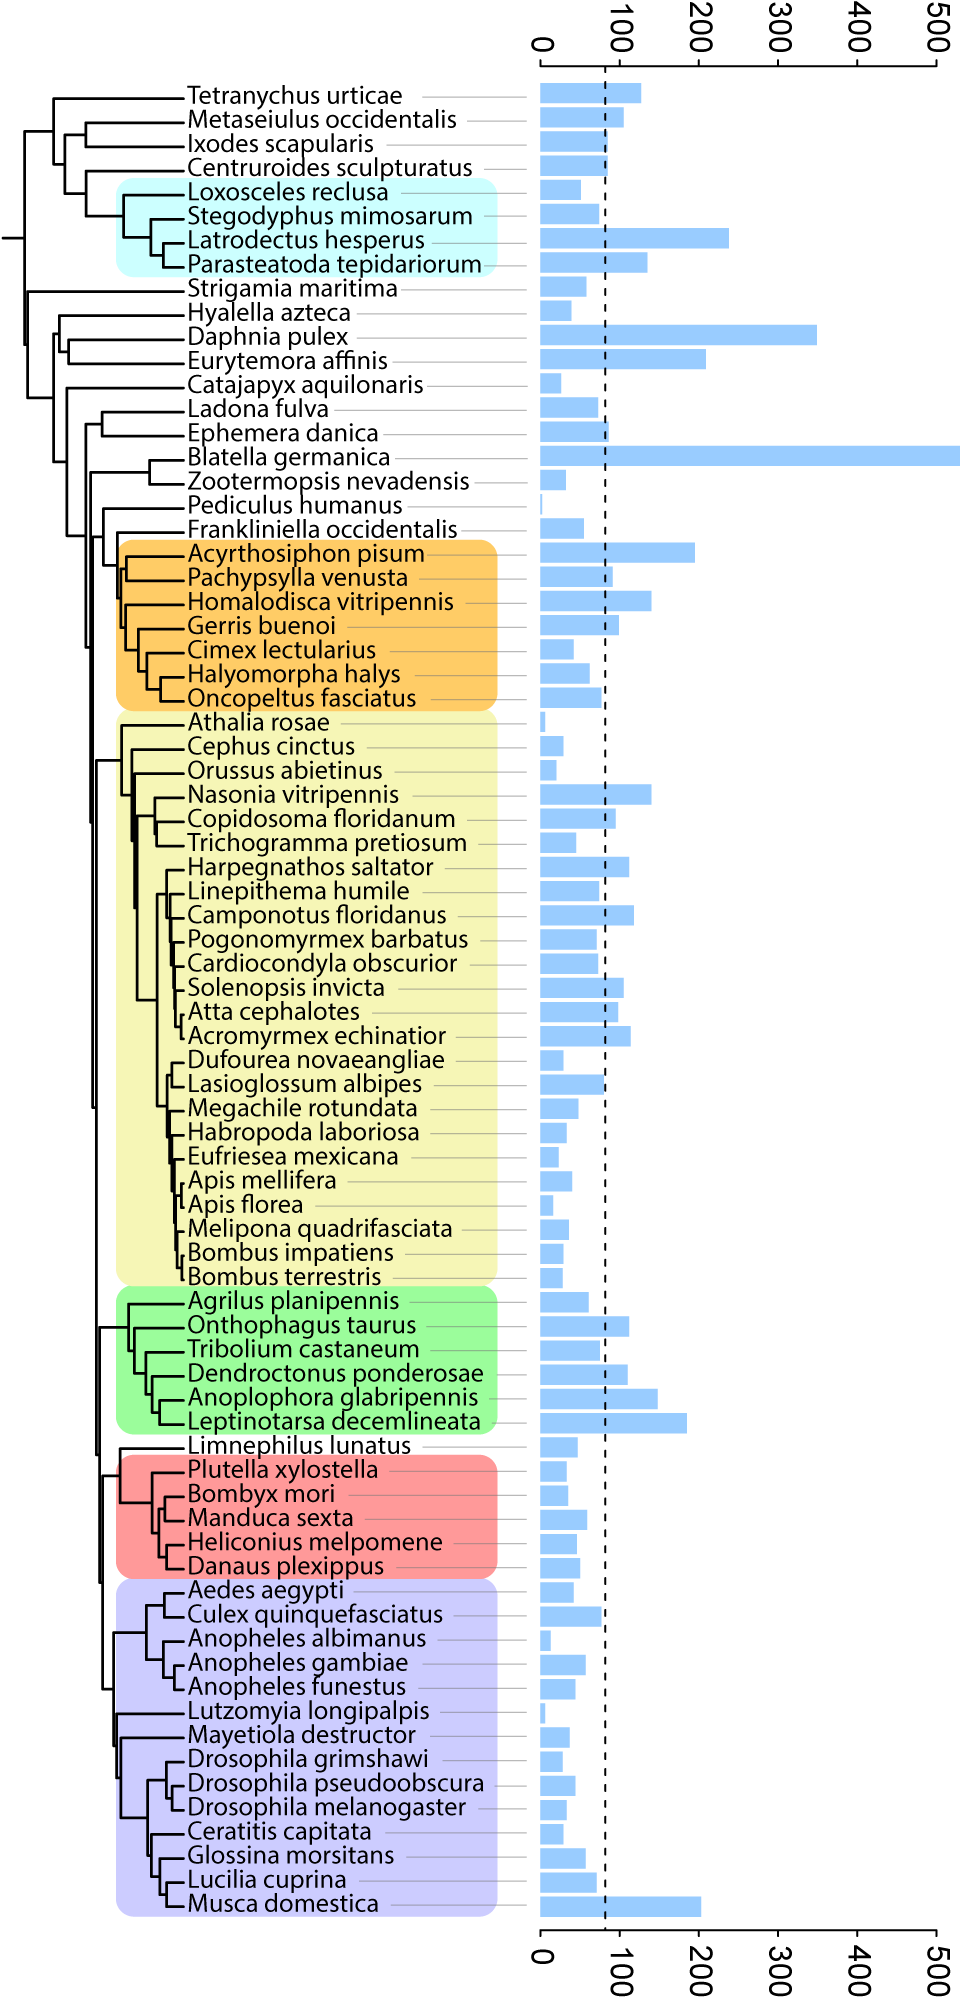 0 100 200 300 400 500
Tetranychus urticae
Metaseiulus occidentalis
Ixodes scapularis
Centruroides sculpturatus
Loxosceles reclusa
Stegodyphus mimosarum
Latrodectus hesperus
Parasteatoda tepidariorum
Strigamia maritima
Hyalella azteca
Daphnia pulex
Eurytemora affinis
Catajapyx aquilonaris
Ladona fulva
Ephemera danica
Blatella germanica
Zootermopsis nevadensis
Pediculus humanus
Frankliniella occidentalis
Acyrthosiphon pisum
Pachypsylla venusta
Homalodisca vitripennis
Gerris buenoi
Cimex lectularius
Halyomorpha halys
Oncopeltus fasciatus
Athalia rosae
Cephus cinctus
Orussus abietinus
Nasonia vitripennis
Copidosoma floridanum
Trichogramma pretiosum
Harpegnathos saltator
Linepithema humile
Camponotus floridanus
Pogonomyrmex barbatus
Cardiocondyla obscurior
Solenopsis invicta
Atta cephalotes
Acromyrmex echinatior
Dufourea novaeangliae
Lasioglossum albipes
Megachile rotundata
Habropoda laboriosa
Eufriesea mexicana
Apis mellifera
Apis florea
Melipona quadrifasciata
Bombus impatiens
Bombus terrestris
Agrilus planipennis
Onthophagus taurus
Tribolium castaneum
Dendroctonus ponderosae
Anoplophora glabripennis
Leptinotarsa decemlineata
Limnephilus lunatus
Plutella xylostella
Bombyx mori
Manduca sexta
Heliconius melpomene
Danaus plexippus
Aedes aegypti
Culex quinquefasciatus
Anopheles albimanus
Anopheles gambiae
Anopheles funestus
Lutzomyia longipalpis
Mayetiola destructor
Drosophila grimshawi
Drosophila pseudoobscura
Drosophila melanogaster
Ceratitis capitata
Glossina morsitans
Lucilia cuprina
Musca domestica
0 100 200 300 400 500